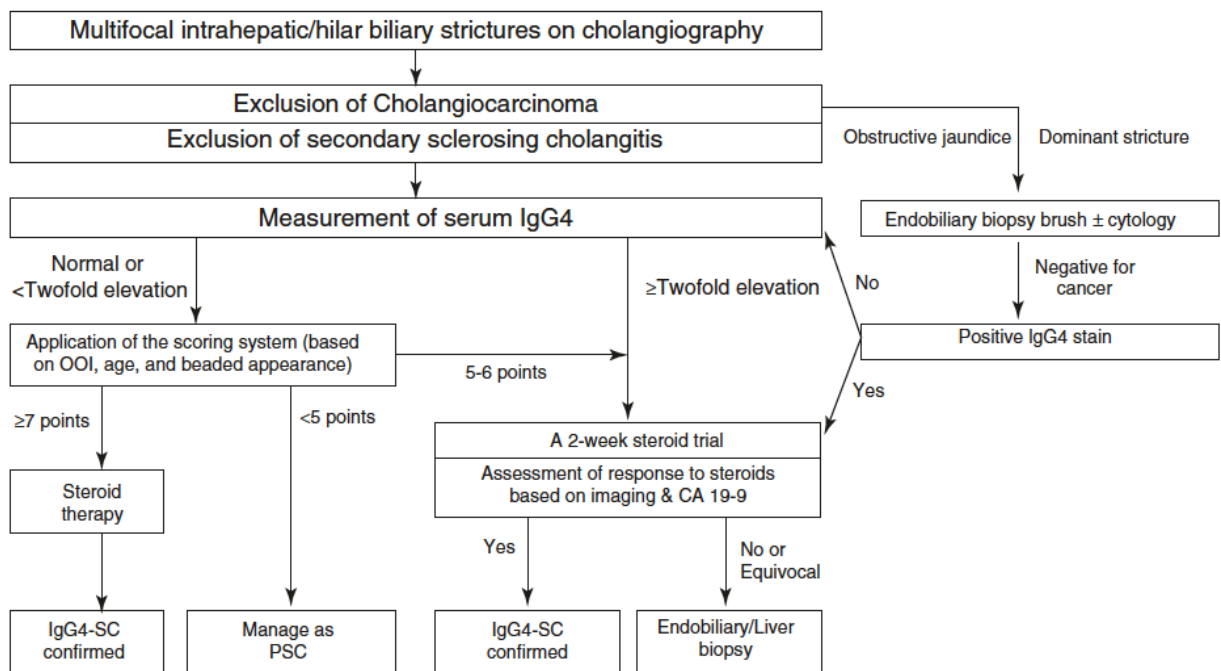 Multifocal intrahepatic/hilar biliary strictures on cholangiography
Exclusion of Cholangiocarcinoma
Exclusion of secondary sclerosing cholangitis
Obstructive jaundice
Dominant stricture
Measurement of serum IgG4
Endobiliary biopsy brush ± cytology
Normal or
<Twofold elevation
≥Twofold elevation
No
Negative for
cancer
Application of the scoring system (based
on OOI, age, and beaded appearance)
Positive IgG4 stain
5-6 points
Yes
≥7 points
<5 points
A 2-week steroid trial
Assessment of response to steroids
based on imaging & CA 19-9
Steroid
therapy
Yes
No or
Equivocal
IgG4-SC
confirmed
Manage as
PSC
IgG4-SC
confirmed
Endobiliary/Liver
biopsy